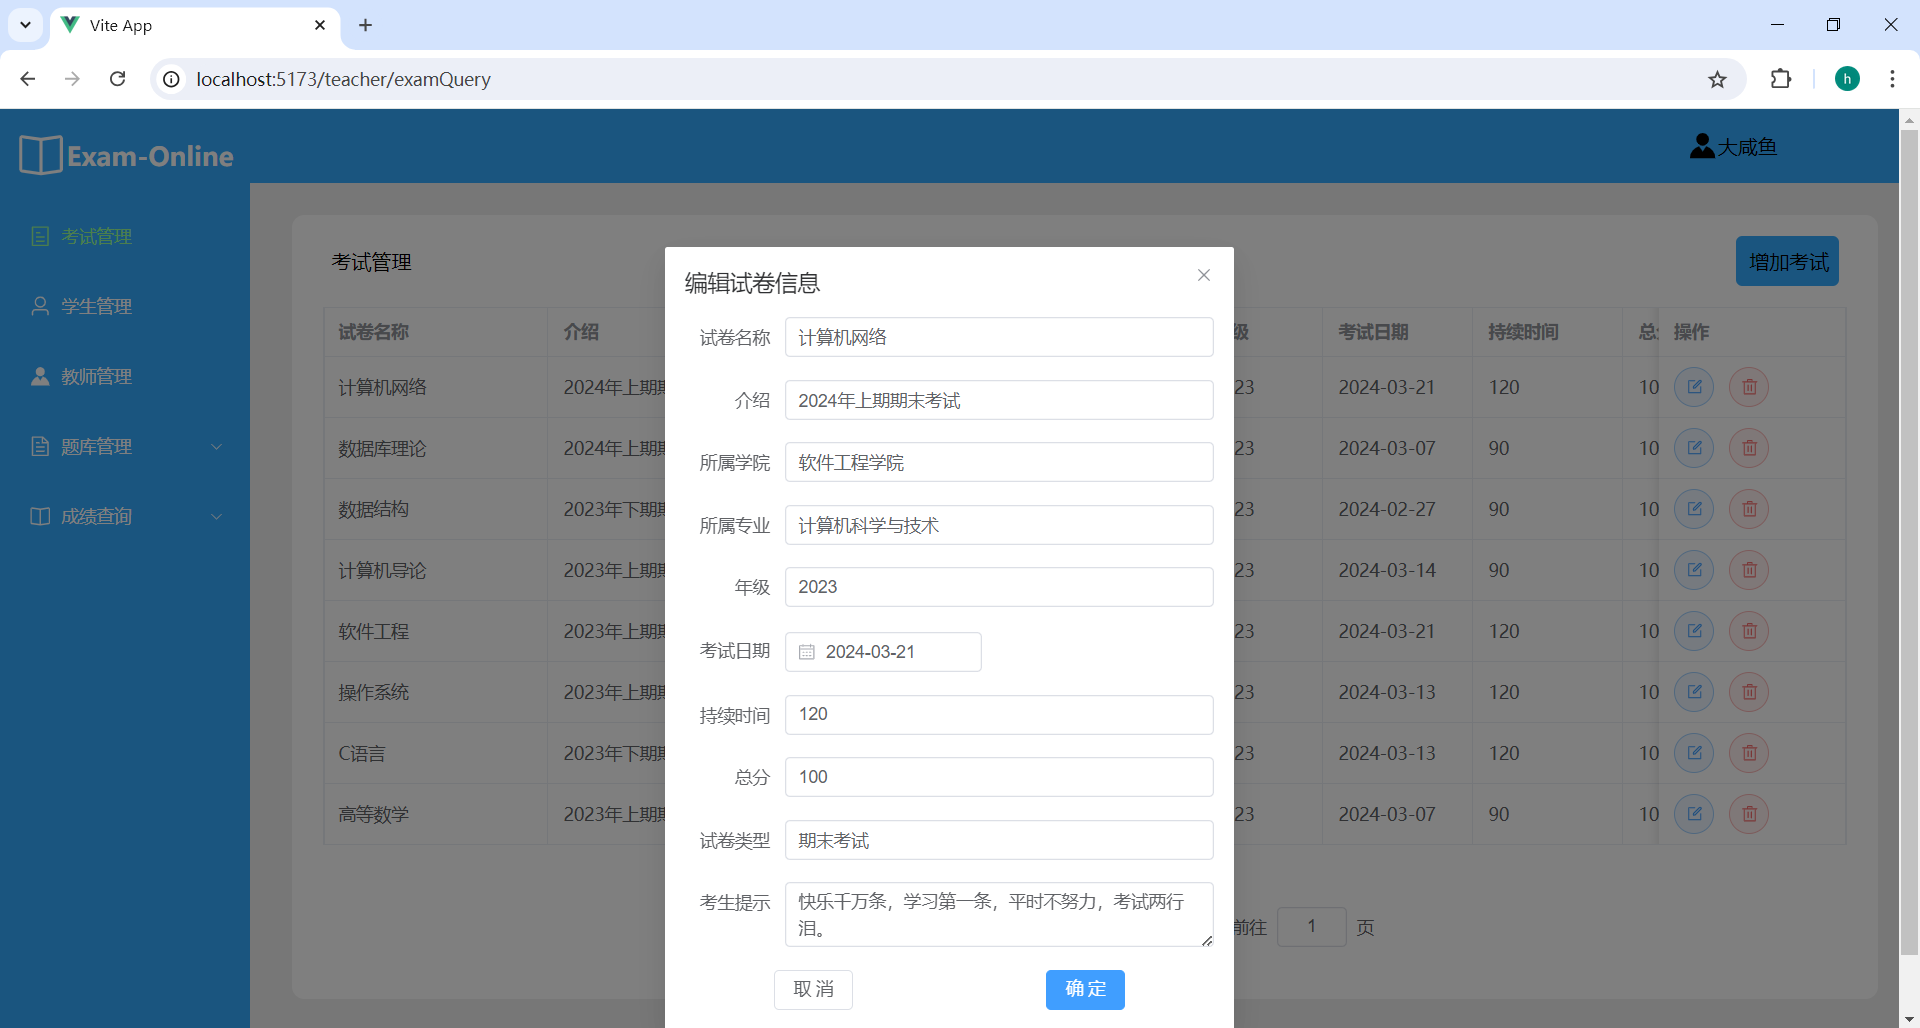 Vite App
localhost:5173/teacher/examQuery
h
Exam-Online
大咸鱼
考试管理
学生管理
教师管理
题库管理
成绩查询
考试管理
增加考试
试卷名称 介绍 级 考试日期 持续时间 总 操作
计算机网络 2024年上期期 23 2024-03-21 120 10
数据库理论 2024年上期期 23 2024-03-07 90 10
数据结构 2023年下期期 23 2024-02-27 90 10
计算机导论 2023年上期期 23 2024-03-14 90 10
软件工程 2023年上期期 23 2024-03-21 120 10
操作系统 2023年上期期 23 2024-03-13 120 10
C语言 2023年下期期 23 2024-03-13 120 10
高等数学 2023年上期期 23 2024-03-07 90 10
前往 1 页
编辑试卷信息
试卷名称 计算机网络
介绍 2024年上期期末考试
所属学院 软件工程学院
所属专业 计算机科学与技术
年级 2023
考试日期 2024-03-21
持续时间 120
总分 100
试卷类型 期末考试
考生提示 快乐千万条，学习第一条，平时不努力，考试两行
泪。
取消 确定